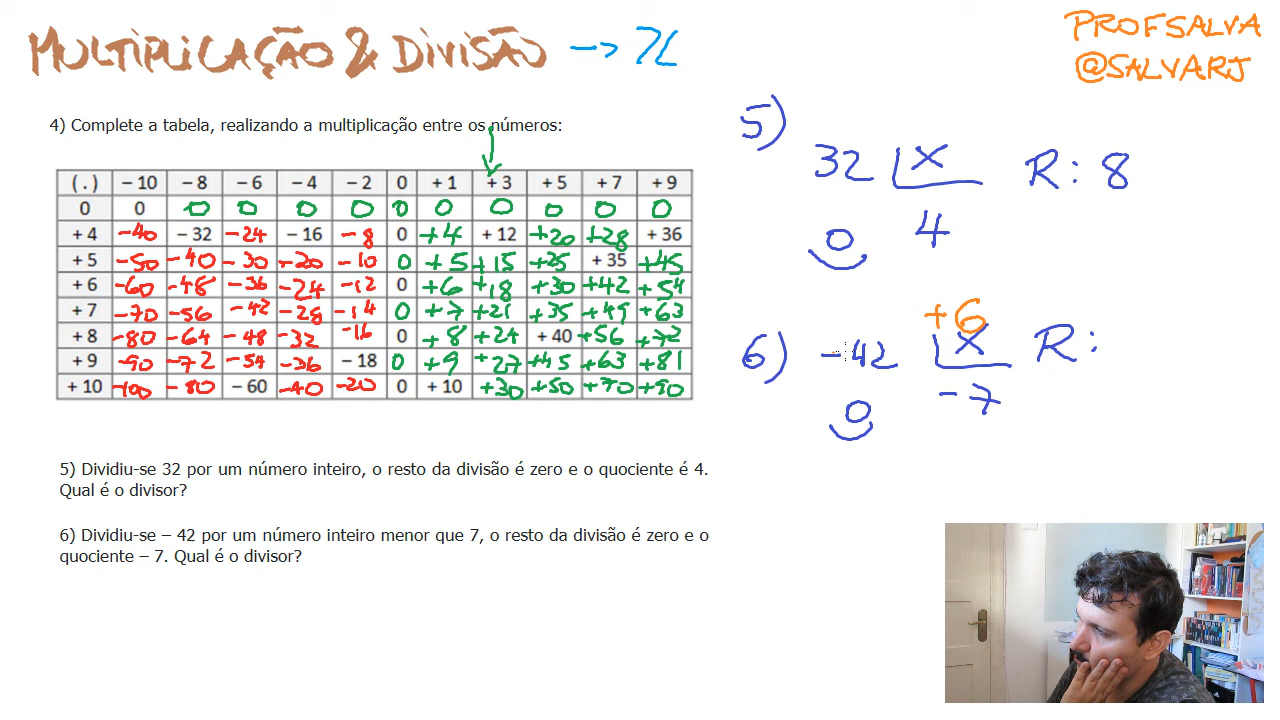 MULTIPLICAÇÃO & DIVISÃO → ℤ
PROFSALVA
@SALVARJ
4) Complete a tabela, realizando a multiplicação entre os números:
( . ) – 10 – 8 – 6 – 4 – 2 0 + 1 + 3 + 5 + 7 + 9
0 0 0 0 0 0 0 0 0 0 0 0
+ 4 -40 – 32 -24 – 16 -8 0 +4 + 12 +20 +28 + 36
+ 5 -50 -40 -30 -20 -10 0 +5 +15 +25 + 35 +45
+ 6 -60 -48 -36 -24 -12 0 +6 +18 +30 +42 +54
+ 7 -70 -56 -42 -28 -14 0 +7 +21 +35 +49 +63
+ 8 -80 -64 -48 -32 -16 0 +8 +24 + 40 +56 +72
+ 9 -90 -72 -54 -36 – 18 0 +9 +27 +45 +63 +81
+ 10 -100 -80 – 60 -40 -20 0 + 10 +30 +50 +70 +90
5) Dividiu-se 32 por um número inteiro, o resto da divisão é zero e o quociente é 4.
Qual é o divisor?
6) Dividiu-se – 42 por um número inteiro menor que 7, o resto da divisão é zero e o
quociente – 7. Qual é o divisor?
5)
32 X R: 8
0 4
+6
6) -42 X R:
0 -7